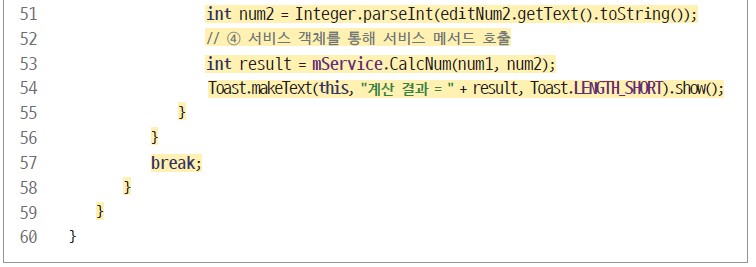 51 int num2 = Integer.parseInt(editNum2.getText().toString());
52 // ④ 서비스 객체를 통해 서비스 메서드 호출
53 int result = mService.CalcNum(num1, num2);
54 Toast.makeText(this, "계산 결과 = " + result, Toast.LENGTH_SHORT).show();
55 }
56 }
57 break;
58 }
59 }
60 }